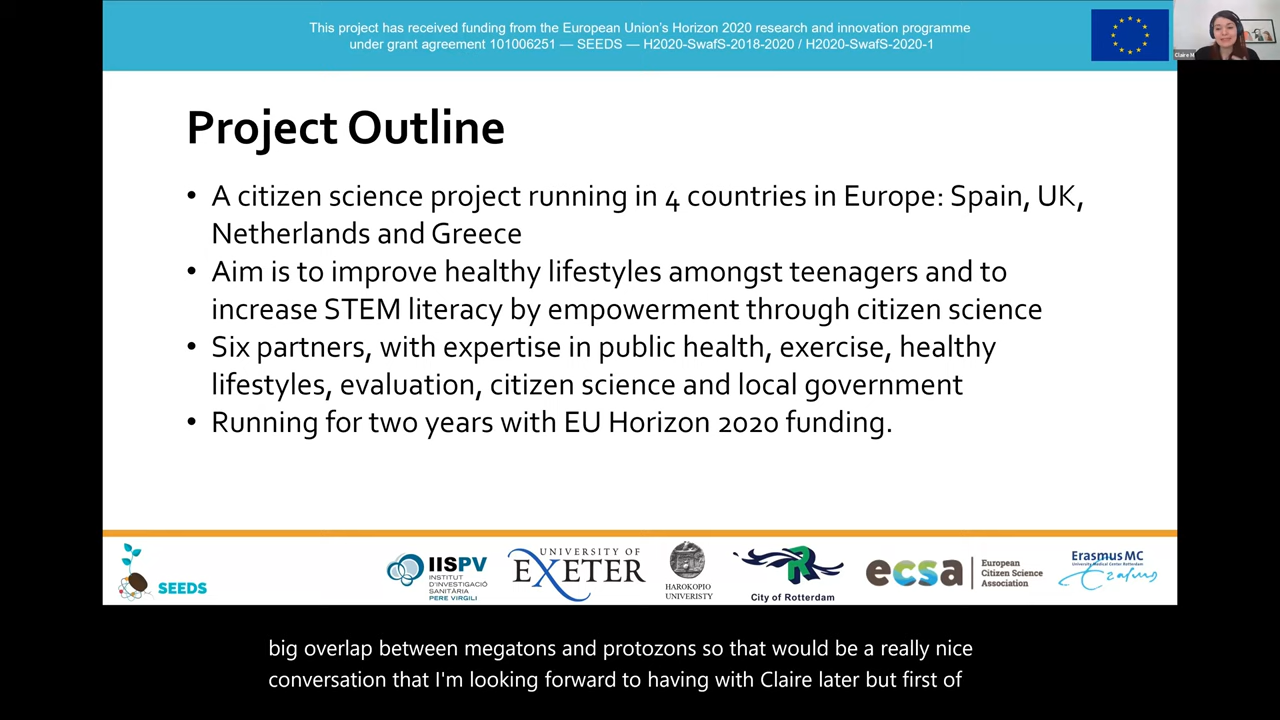 This project has received funding from the European Union's Horizon 2020 research and innovation programme
under grant agreement 101006251 — SEEDS — H2020-SwafS-2018-2020 / H2020-SwafS-2020-1
Claire M
Project Outline
• A citizen science project running in 4 countries in Europe: Spain, UK,
Netherlands and Greece
• Aim is to improve healthy lifestyles amongst teenagers and to
increase STEM literacy by empowerment through citizen science
• Six partners, with expertise in public health, exercise, healthy
lifestyles, evaluation, citizen science and local government
• Running for two years with EU Horizon 2020 funding.
SEEDS
IISPV
INSTITUT
D'INVESTIGACIÓ
SANITÀRIA
PERE VIRGILI
UNIVERSITY OF
EXETER
HAROKOPIO
UNIVERISTY
R
City of Rotterdam
ecsa
European
Citizen Science
Association
Erasmus MC
University Medical Center Rotterdam
Erasmus
big overlap between megatons and protozons so that would be a really nice
conversation that I'm looking forward to having with Claire later but first of